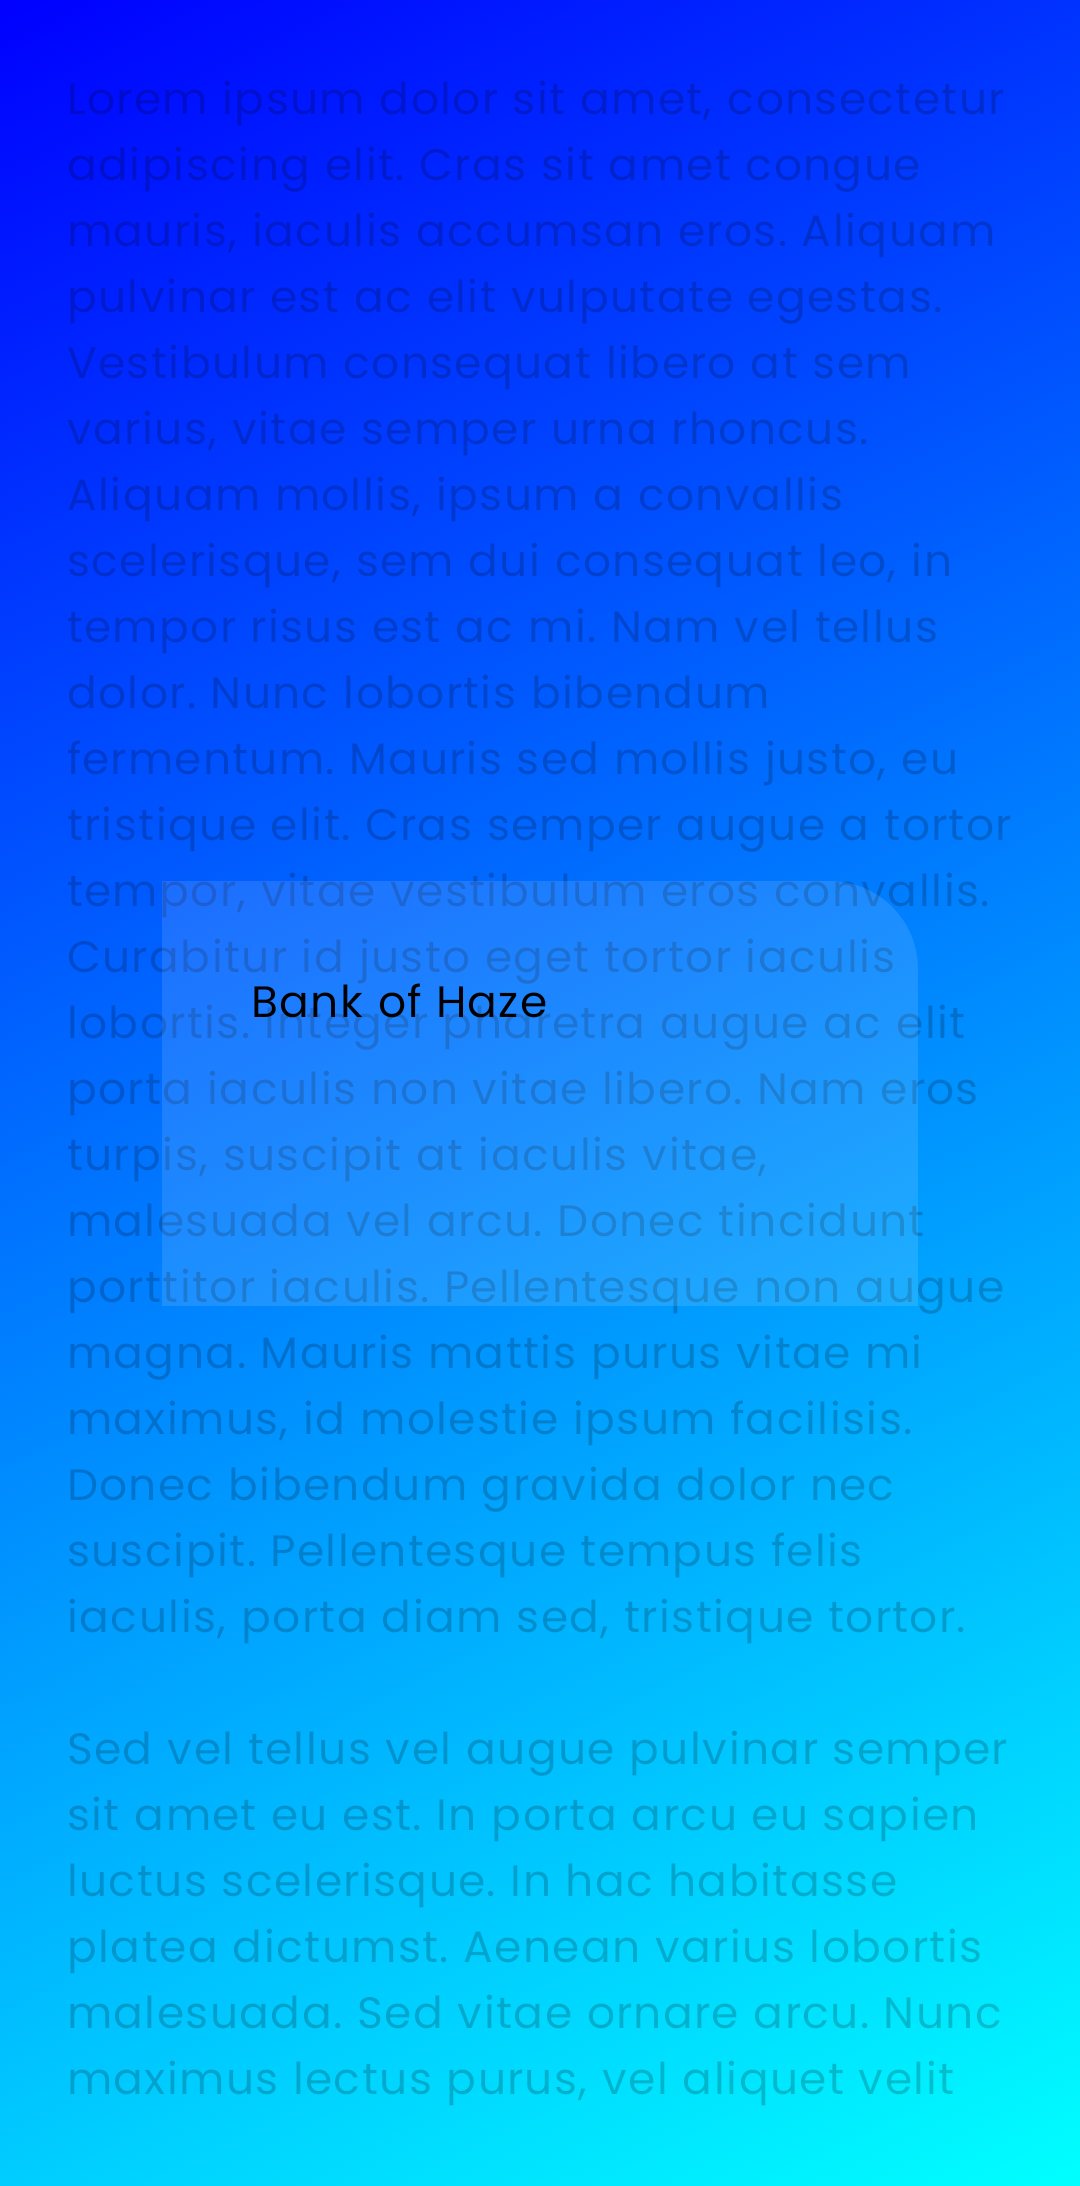 Lorem ipsum dolor sit amet, consectetur
adipiscing elit. Cras sit amet congue
mauris, iaculis accumsan eros. Aliquam
pulvinar est ac elit vulputate egestas.
Vestibulum consequat libero at sem
varius, vitae semper urna rhoncus.
Aliquam mollis, ipsum a convallis
scelerisque, sem dui consequat leo, in
tempor risus est ac mi. Nam vel tellus
dolor. Nunc lobortis bibendum
fermentum. Mauris sed mollis justo, eu
tristique elit. Cras semper augue a tortor
tempor, vitae vestibulum eros convallis.
Curabitur id justo eget tortor iaculis
Bank of Haze
lobortis. Integer pharetra augue ac elit
porta iaculis non vitae libero. Nam eros
turpis, suscipit at iaculis vitae,
malesuada vel arcu. Donec tincidunt
porttitor iaculis. Pellentesque non augue
magna. Mauris mattis purus vitae mi
maximus, id molestie ipsum facilisis.
Donec bibendum gravida dolor nec
suscipit. Pellentesque tempus felis
iaculis, porta diam sed, tristique tortor.
Sed vel tellus vel augue pulvinar semper
sit amet eu est. In porta arcu eu sapien
luctus scelerisque. In hac habitasse
platea dictumst. Aenean varius lobortis
malesuada. Sed vitae ornare arcu. Nunc
maximus lectus purus, vel aliquet velit